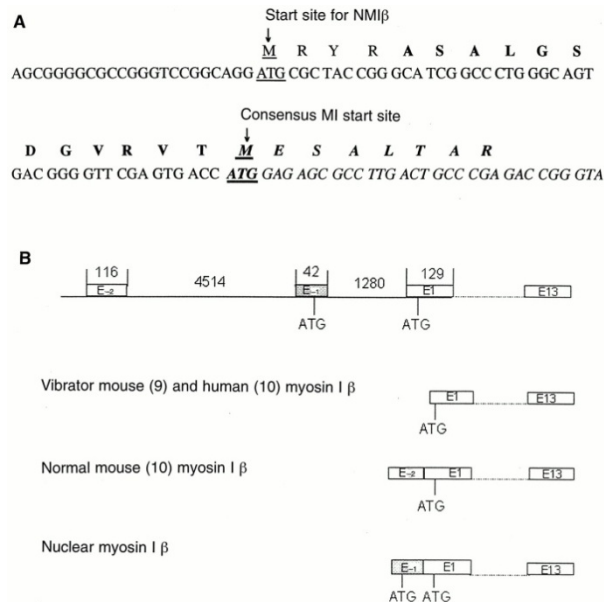 A
Start site for NMIβ
M R Y R A S A L G S
AGCGGGGCGCCGGGTCCGGCAGG ATG CGC TAC CGG GCA TCG GCC CTG GGC AGT
Consensus MI start site
D G V R V T M E S A L T A R
GAC GGG GTT CGA GTG ACC ATG GAG AGC GCC TTG ACT GCC CGA GAC CGG GTA
B
116 4514 42 1280 129
E-2 E-1 E1 E13
ATG ATG
Vibrator mouse (9) and human (10) myosin I β
E1 E13
ATG
Normal mouse (10) myosin I β
E-2 E1 E13
ATG
Nuclear myosin I β
E-1 E1 E13
ATG ATG